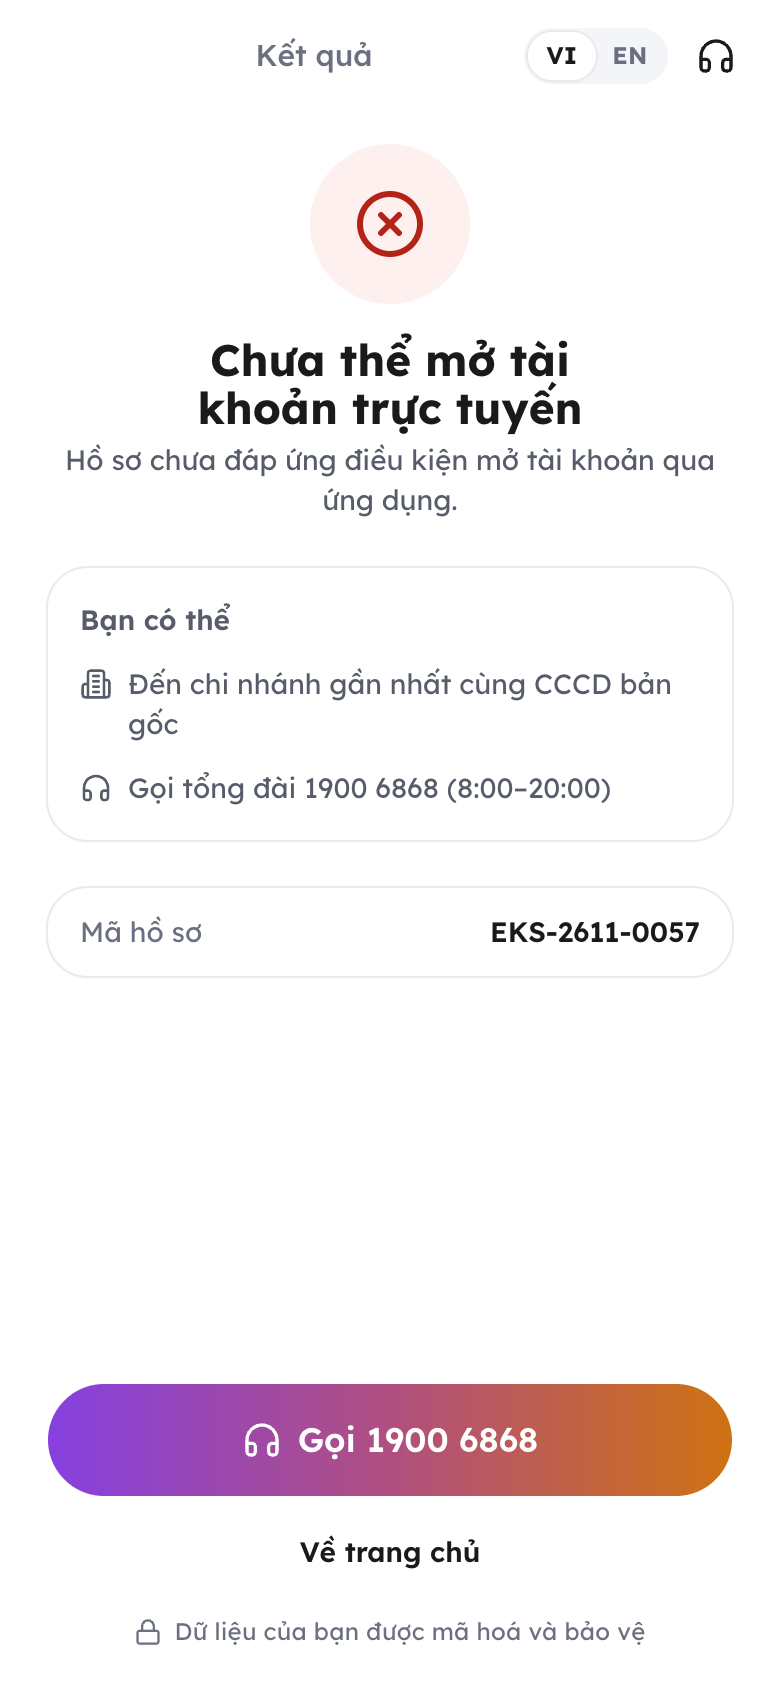 Kết quả
VI
EN
Chưa thể mở tài
khoản trực tuyến
Hồ sơ chưa đáp ứng điều kiện mở tài khoản qua
ứng dụng.
Bạn có thể
Đến chi nhánh gần nhất cùng CCCD bản
gốc
Gọi tổng đài 1900 6868 (8:00–20:00)
Mã hồ sơ
EKS-2611-0057
Gọi 1900 6868
Về trang chủ
Dữ liệu của bạn được mã hoá và bảo vệ